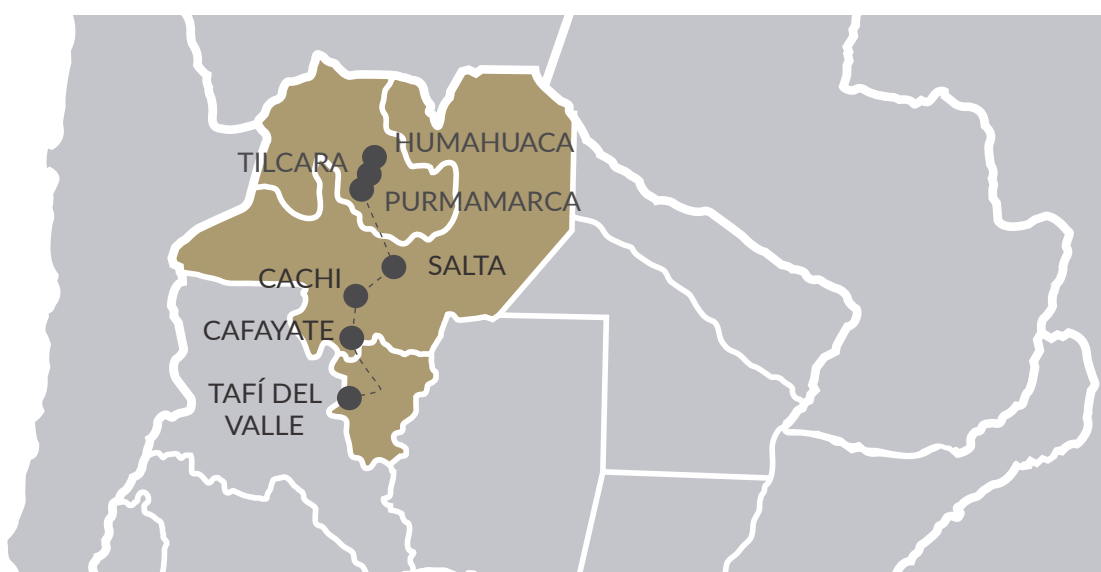 HUMAHUACA
TILCARA
PURMAMARCA
SALTA
CACHI
CAFAYATE
TAFÍ DEL
VALLE